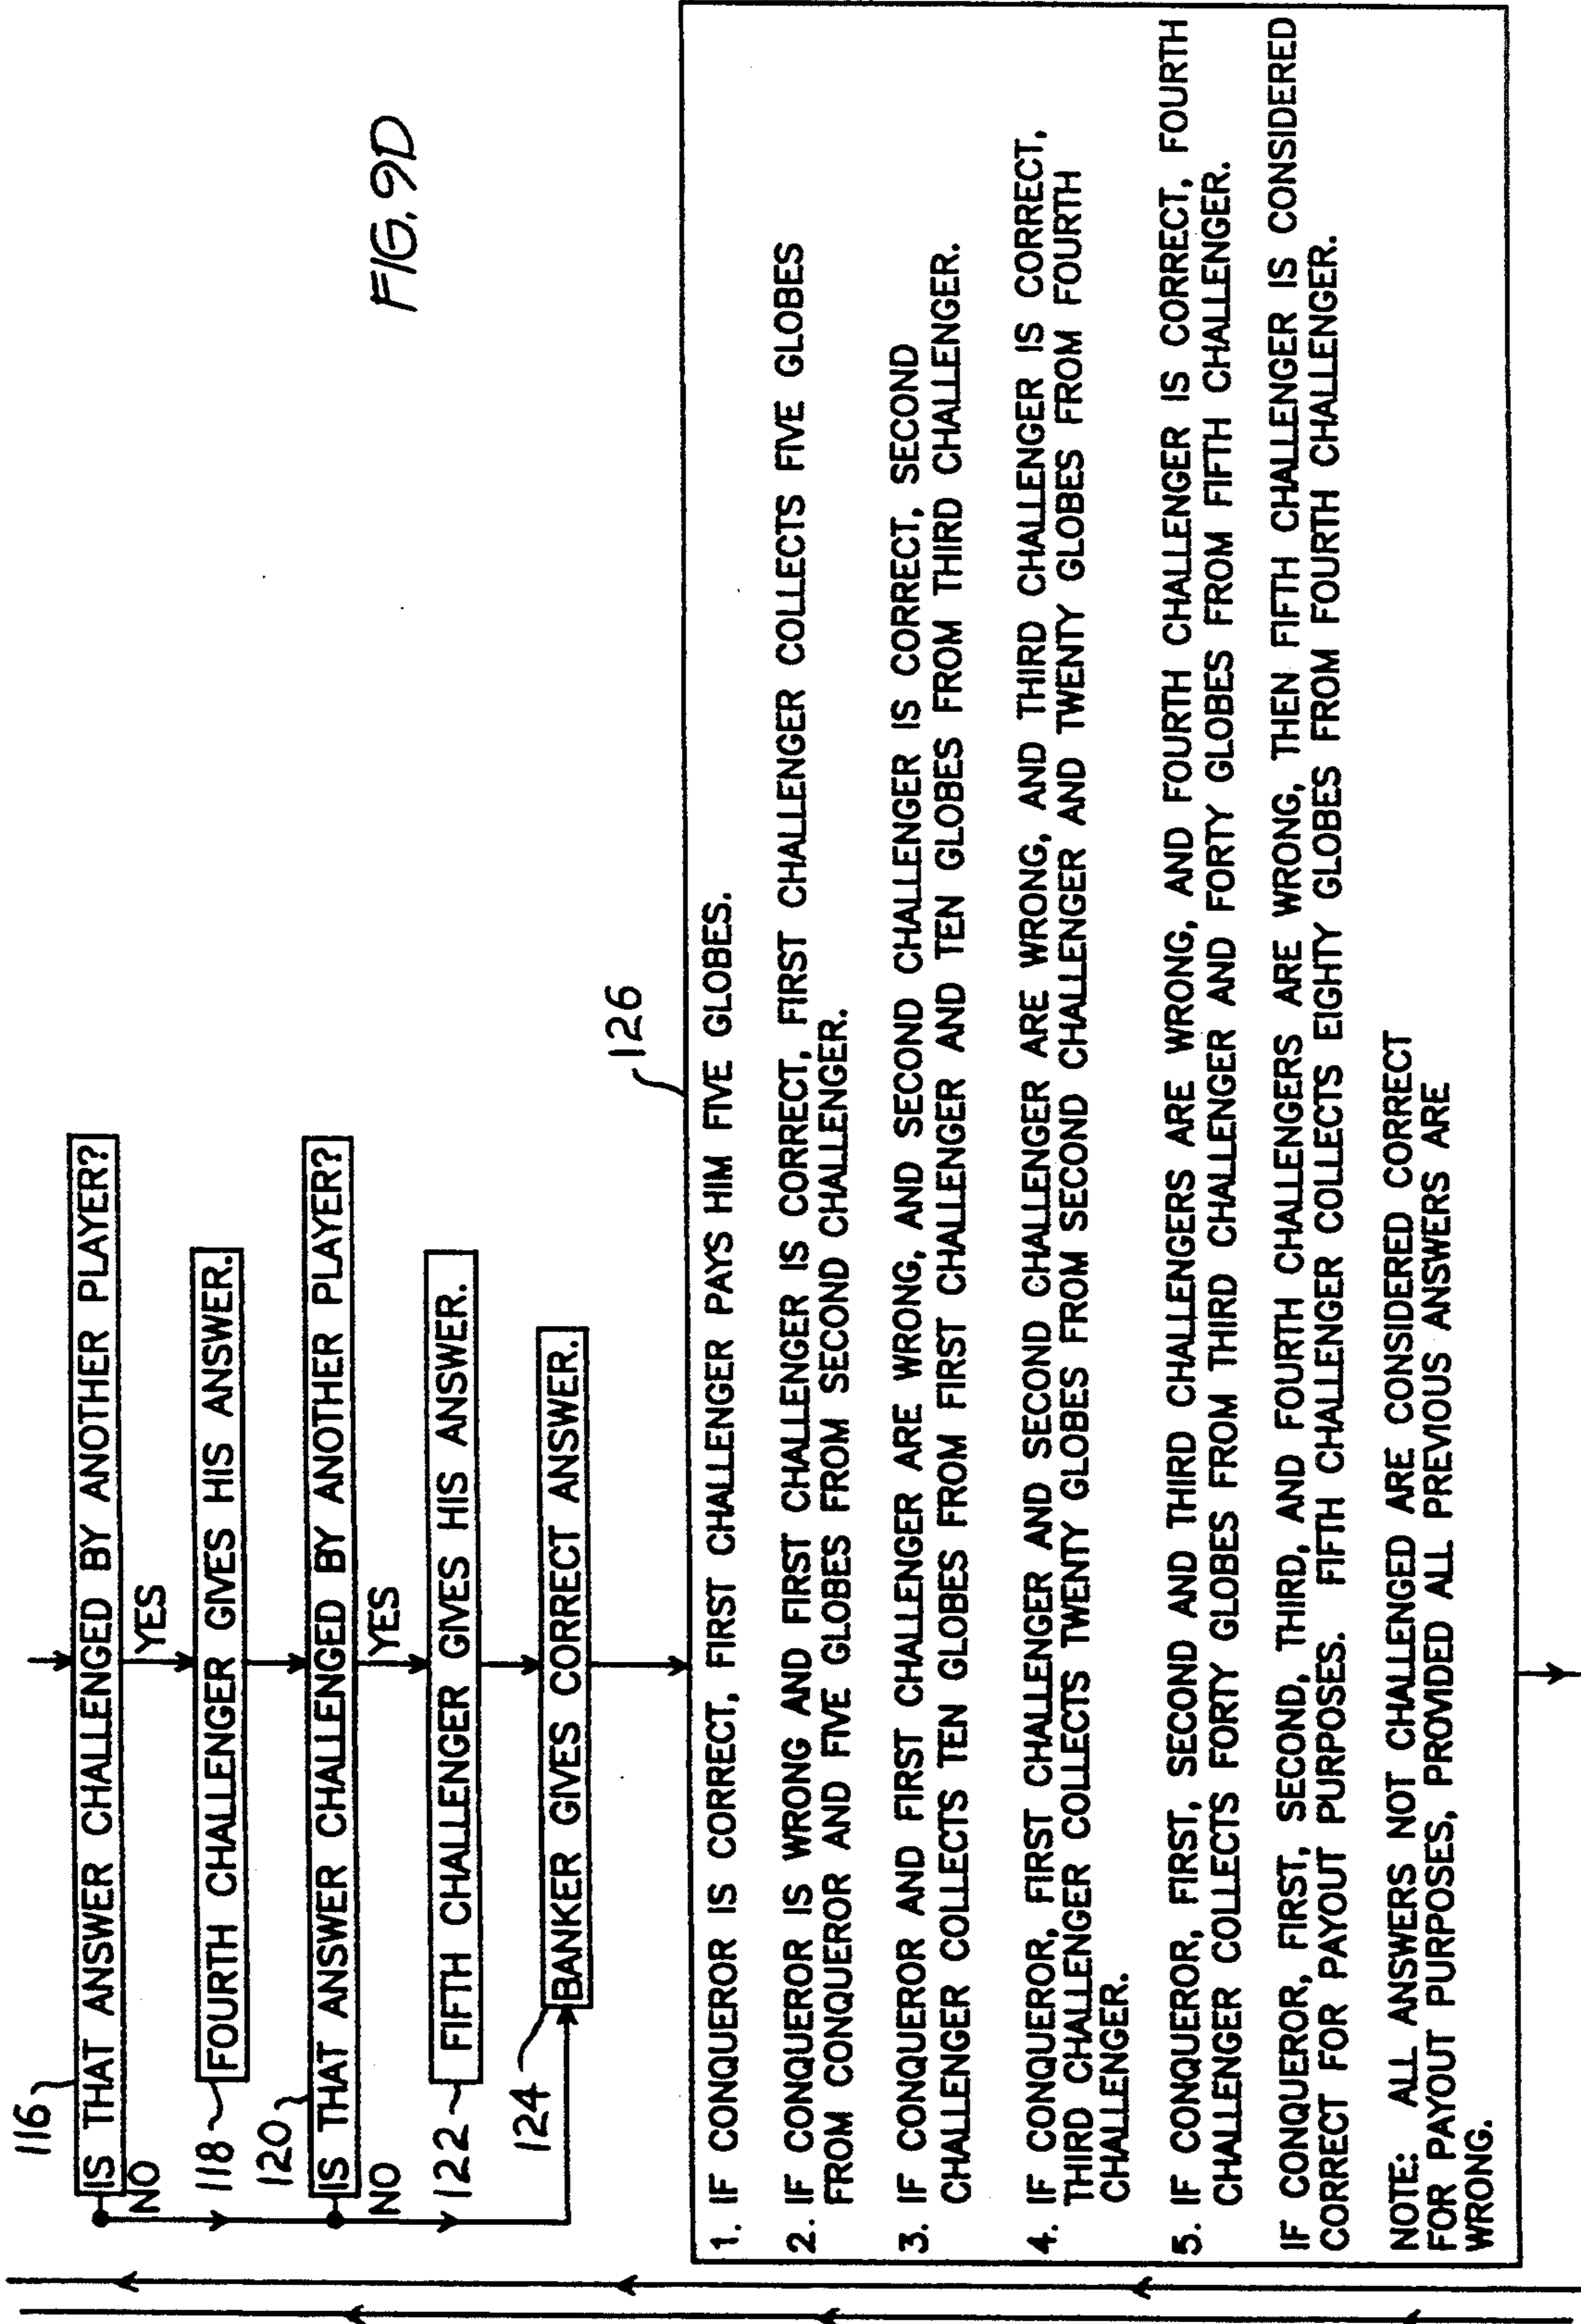 116
IS THAT ANSWER CHALLENGED BY ANOTHER PLAYER?
NO
YES
118
FOURTH CHALLENGER GIVES HIS ANSWER.
120
IS THAT ANSWER CHALLENGED BY ANOTHER PLAYER?
NO
YES
122
FIFTH CHALLENGER GIVES HIS ANSWER.
124
BANKER GIVES CORRECT ANSWER.
FIG. 9D
126
1. IF CONQUEROR IS CORRECT, FIRST CHALLENGER PAYS HIM FIVE GLOBES.
2. IF CONQUEROR IS WRONG AND FIRST CHALLENGER IS CORRECT, FIRST CHALLENGER COLLECTS FIVE GLOBES
FROM CONQUEROR AND FIVE GLOBES FROM SECOND CHALLENGER.
3. IF CONQUEROR AND FIRST CHALLENGER ARE WRONG, AND SECOND CHALLENGER IS CORRECT, SECOND
CHALLENGER COLLECTS TEN GLOBES FROM FIRST CHALLENGER AND TEN GLOBES FROM THIRD CHALLENGER.
4. IF CONQUEROR, FIRST CHALLENGER AND SECOND CHALLENGER ARE WRONG, AND THIRD CHALLENGER IS CORRECT,
THIRD CHALLENGER COLLECTS TWENTY GLOBES FROM SECOND CHALLENGER AND TWENTY GLOBES FROM FOURTH
CHALLENGER.
5. IF CONQUEROR, FIRST, SECOND AND THIRD CHALLENGERS ARE WRONG, AND FOURTH CHALLENGER IS CORRECT, FOURTH
CHALLENGER COLLECTS FORTY GLOBES FROM THIRD CHALLENGER AND FORTY GLOBES FROM FIFTH CHALLENGER.
IF CONQUEROR, FIRST, SECOND, THIRD, AND FOURTH CHALLENGERS ARE WRONG, THEN FIFTH CHALLENGER IS CONSIDERED
CORRECT FOR PAYOUT PURPOSES. FIFTH CHALLENGER COLLECTS EIGHTY GLOBES FROM FOURTH CHALLENGER.
NOTE: ALL ANSWERS NOT CHALLENGED ARE CONSIDERED CORRECT
FOR PAYOUT PURPOSES, PROVIDED ALL PREVIOUS ANSWERS ARE
WRONG.